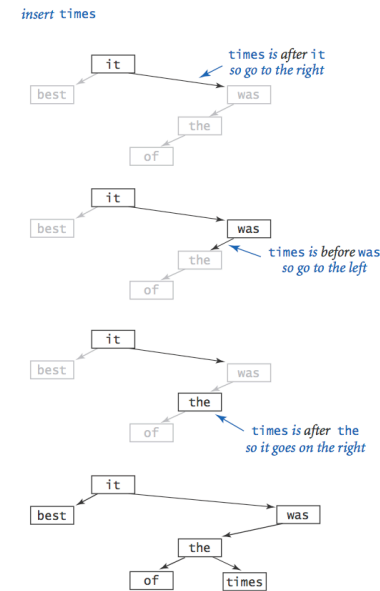 insert times
it
times is after it
so go to the right
best
was
the
of
it
best
was
times is before was
so go to the left
the
of
it
best
was
the
times is after the
so it goes on the right
of
it
best
was
the
of
times